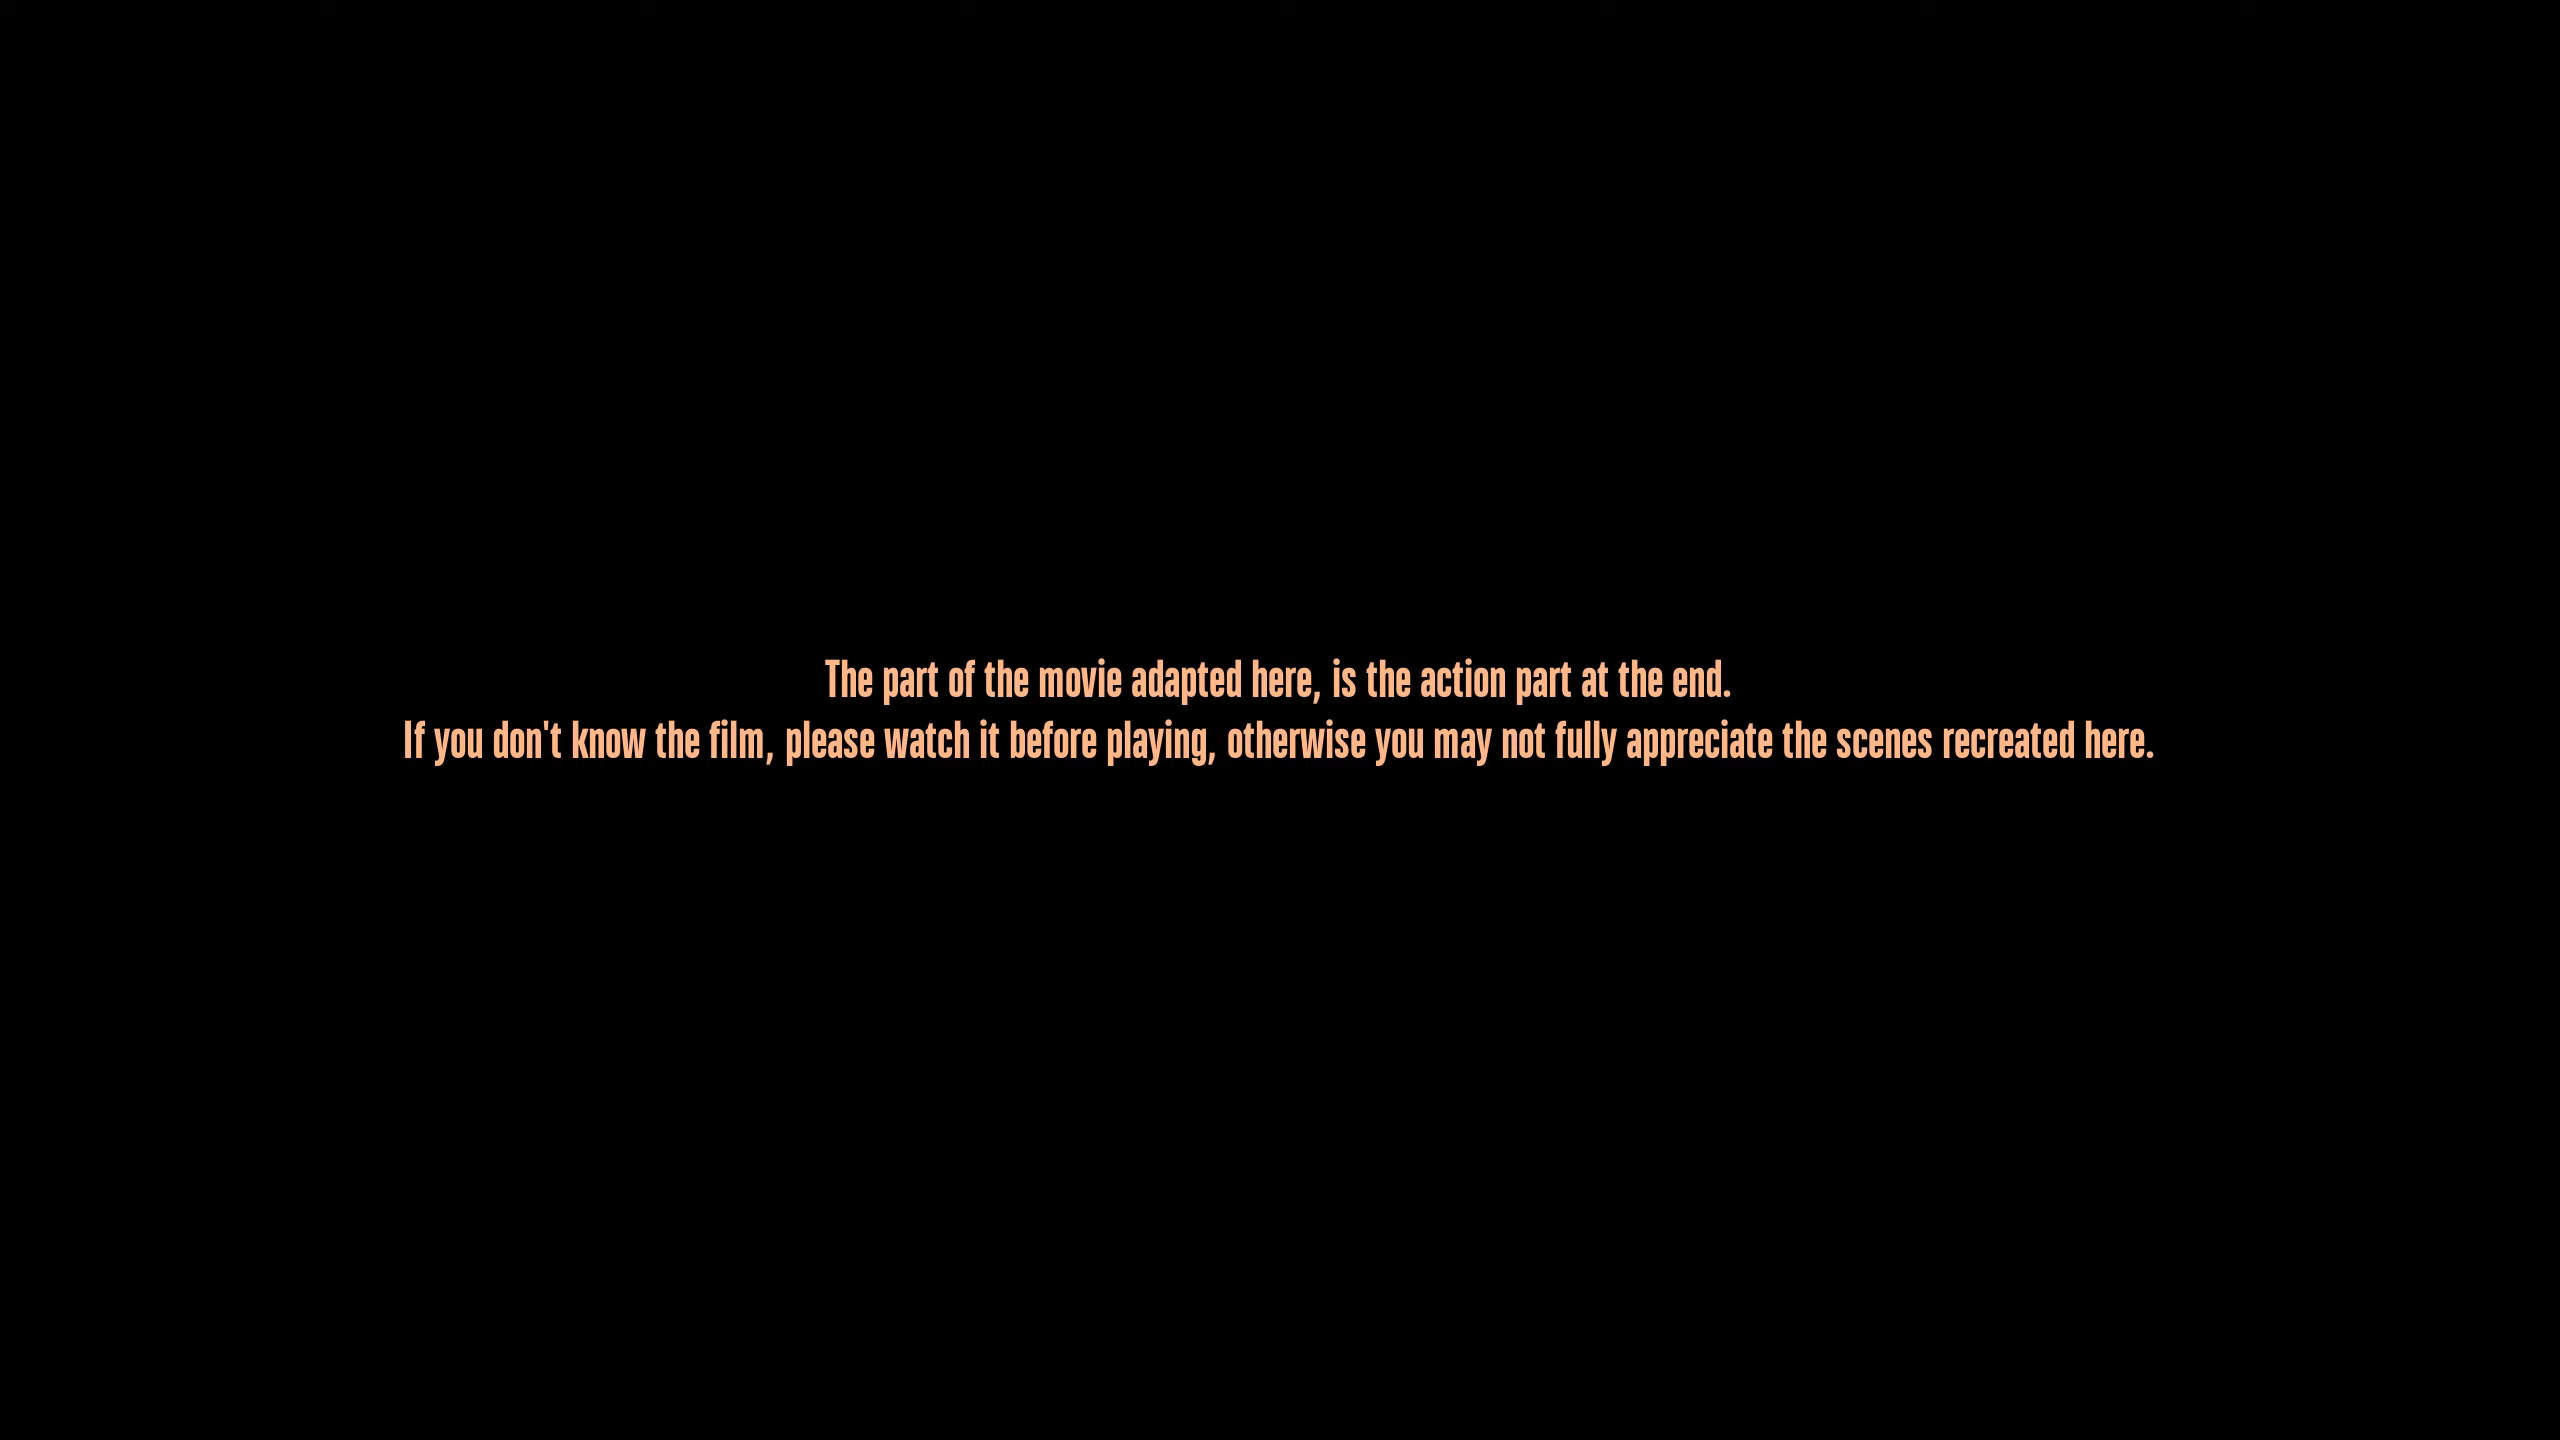 The part of the movie adapted here, is the action part at the end.
If you don't know the film, please watch it before playing, otherwise you may not fully appreciate the scenes recreated here.